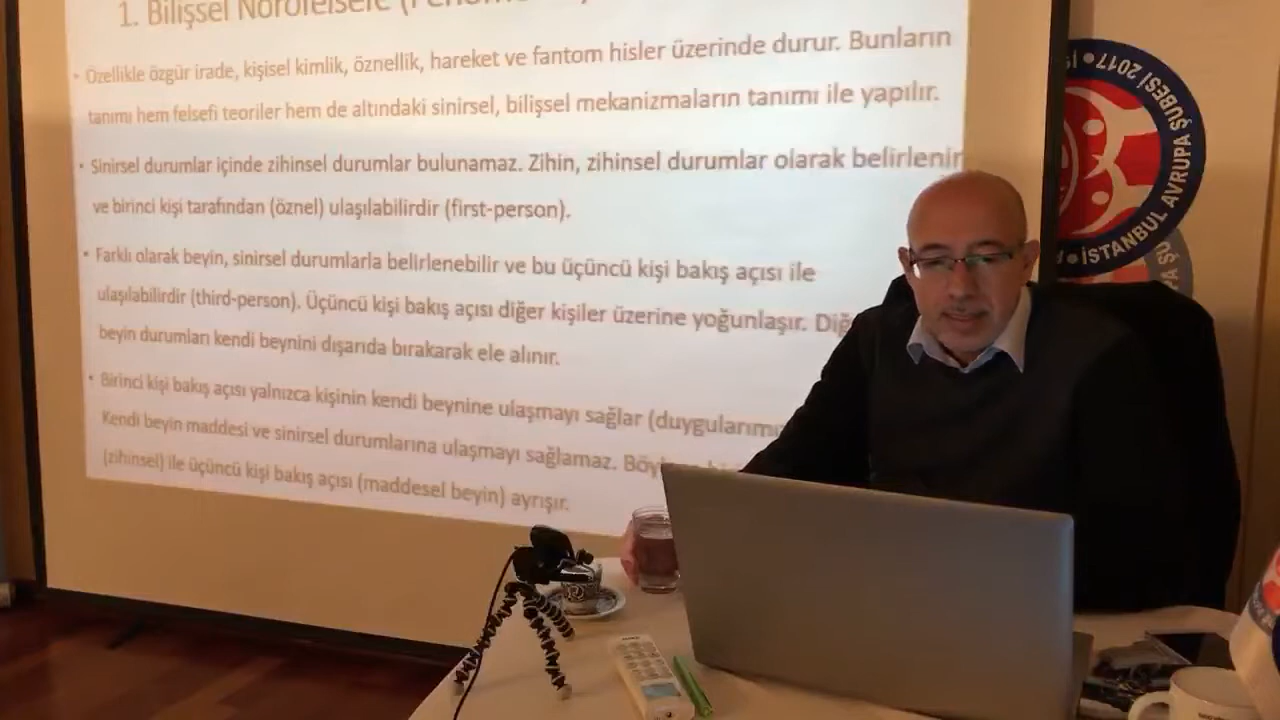 1. Bilişsel Nörofelsefe
• Özellikle özgür irade, kişisel kimlik, öznellik, hareket ve fantom hisler üzerinde durur. Bunların
tanımı hem felsefi teoriler hem de altındaki sinirsel, bilişsel mekanizmaların tanımı ile yapılır.
• Sinirsel durumlar içinde zihinsel durumlar bulunamaz. Zihin, zihinsel durumlar olarak belirlenir
ve birinci kişi tarafından (öznel) ulaşılabilirdir (first-person).
• Farklı olarak beyin, sinirsel durumlarla belirlenebilir ve bu üçüncü kişi bakış açısı ile
ulaşılabilirdir (third-person). Üçüncü kişi bakış açısı diğer kişiler üzerine yoğunlaşır. Diğ
beyin durumları kendi beynini dışarıda bırakarak ele alınır.
• Birinci kişi bakış açısı yalnızca kişinin kendi beynine ulaşmayı sağlar (duygularımı
Kendi beyin maddesi ve sinirsel durumlarına ulaşmayı sağlamaz.
(zihinsel) ile üçüncü kişi bakış açısı (maddesel beyin) ayrışır.
İSTANBUL AVRUPA ŞUBESİ 2017